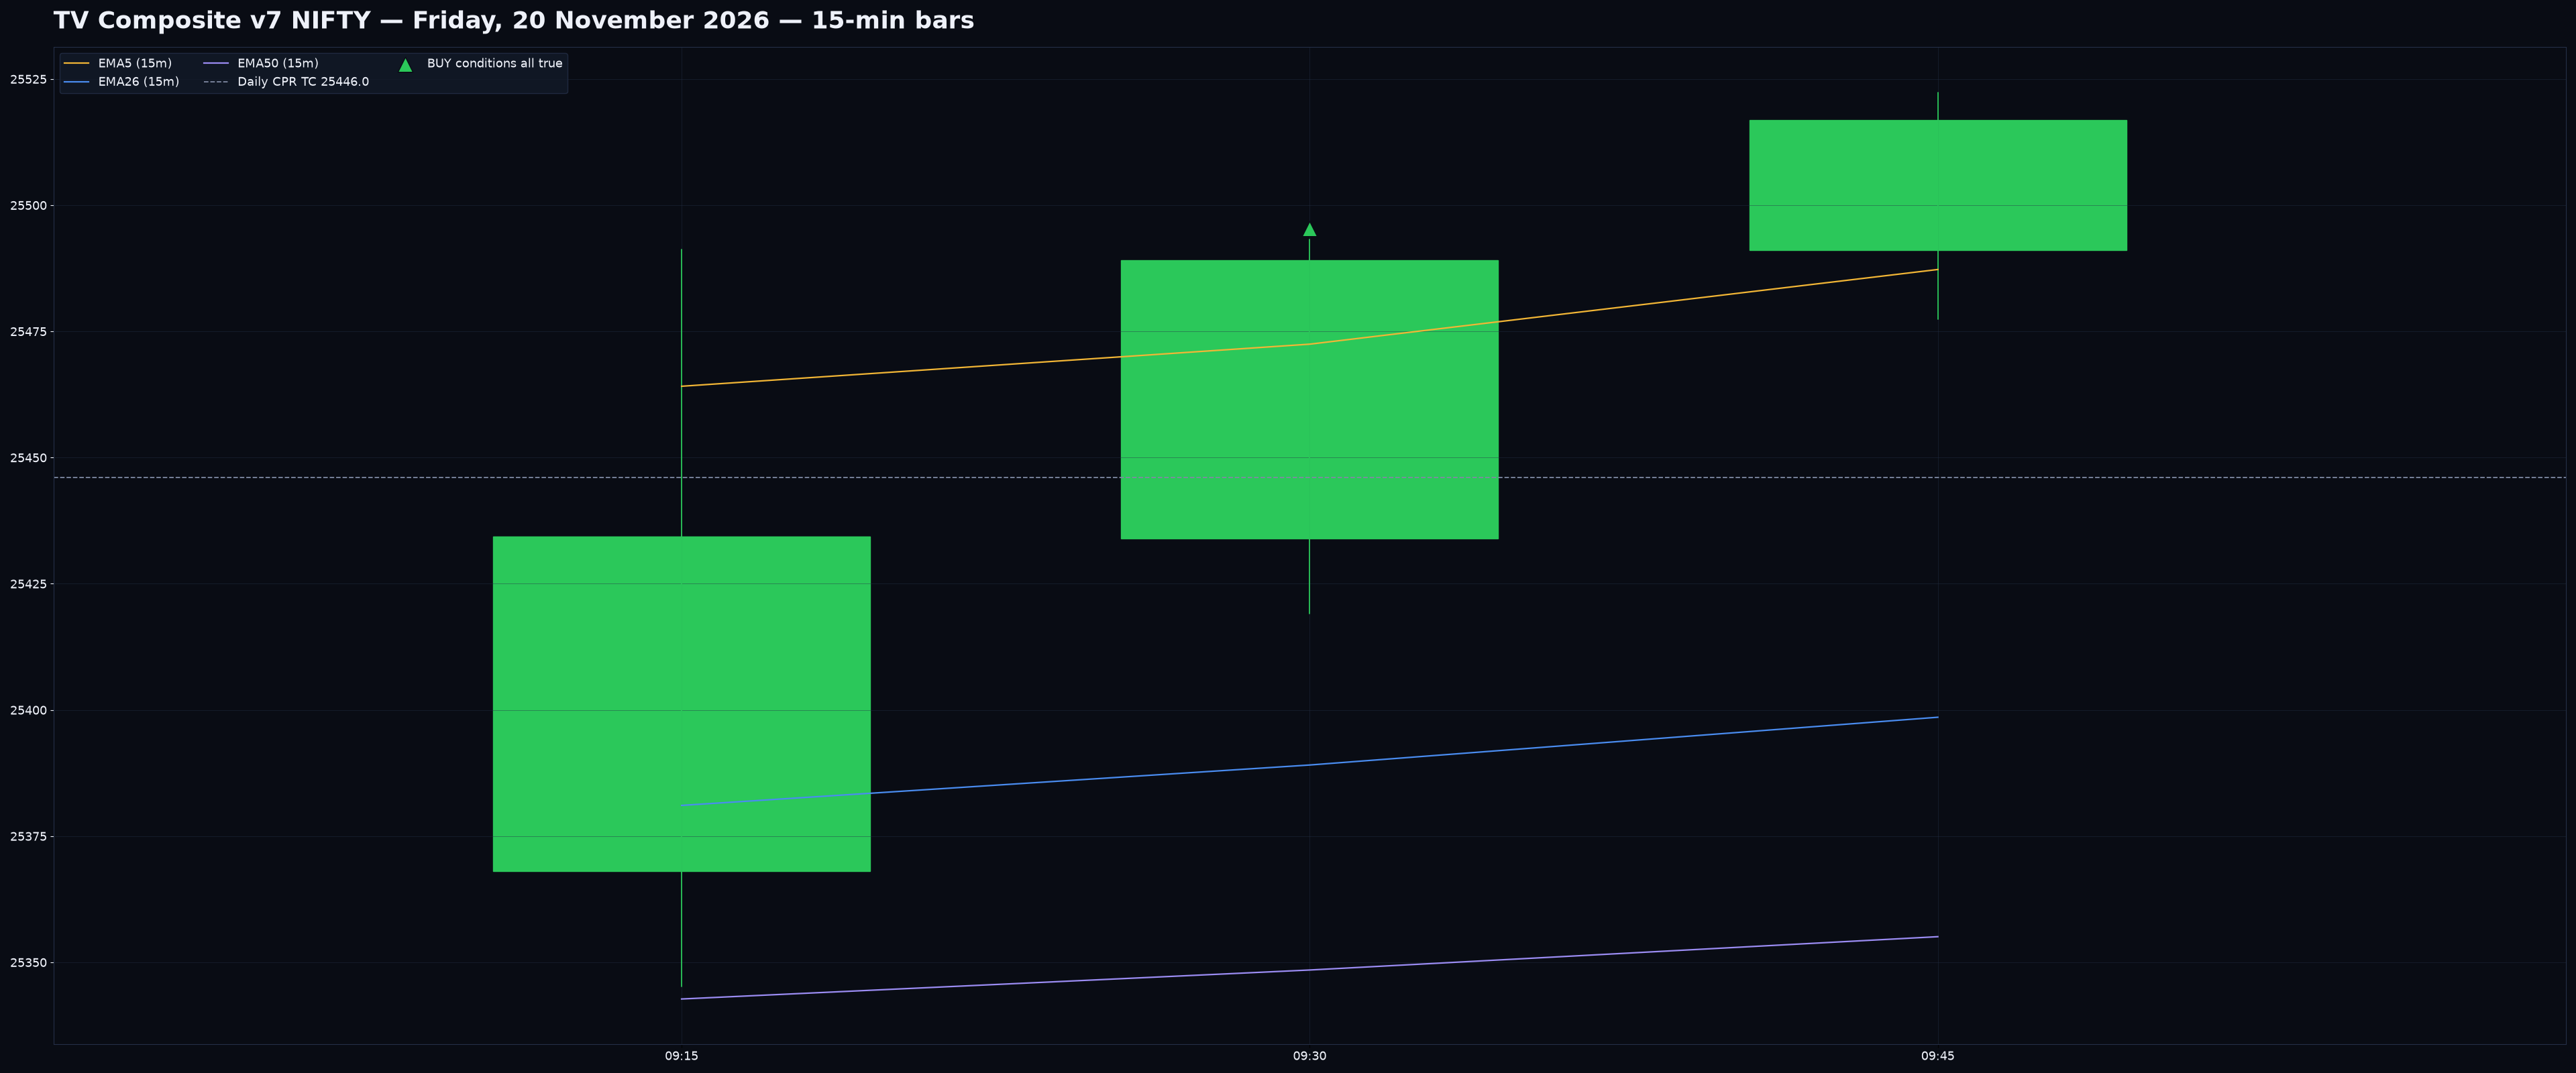 TV Composite v7 NIFTY — Friday, 20 November 2026 — 15-min bars
EMA5 (15m) EMA50 (15m) BUY conditions all true
EMA26 (15m) Daily CPR TC 25446.0
25525
25500
25475
25450
25425
25400
25375
25350
09:15 09:30 09:45